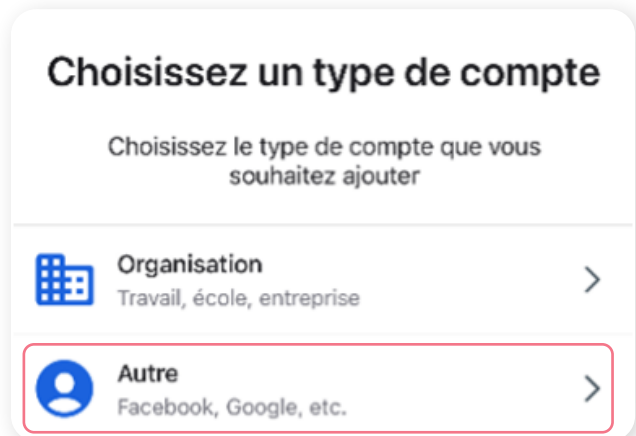 Choisissez un type de compte
Choisissez le type de compte que vous
souhaitez ajouter
Organisation
Travail, école, entreprise
Autre
Facebook, Google, etc.